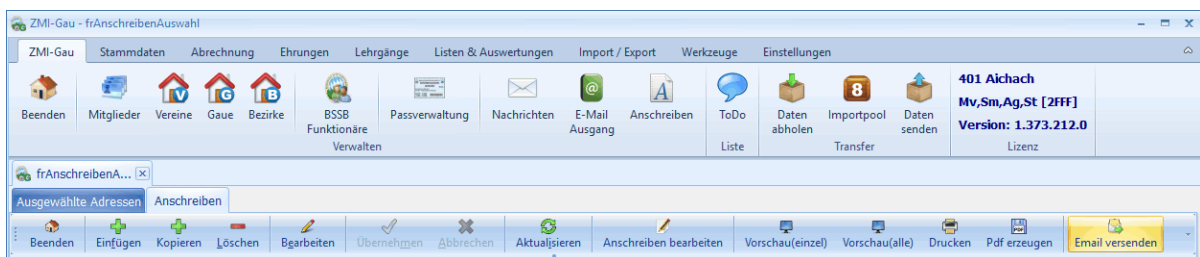 ZMI-Gau - frAnschreibenAuswahl
ZMI-Gau Stammdaten Abrechnung Ehrungen Lehrgänge Listen & Auswertungen Import / Export Werkzeuge Einstellungen
Beenden Mitglieder Vereine Gaue Bezirke BSSB Funktionäre Passverwaltung Nachrichten E-Mail Ausgang Anschreiben ToDo Daten abholen Importpool Daten senden
401 Aichach
Mv,Sm,Ag,St [2FFF]
Version: 1.373.212.0
Verwalten Liste Transfer Lizenz
frAnschreibenA...
Ausgewählte Adressen Anschreiben
Beenden Einfügen Kopieren Löschen Bearbeiten Übernehmen Abbrechen Aktualisieren Anschreiben bearbeiten Vorschau(einzel) Vorschau(alle) Drucken Pdf erzeugen Email versenden